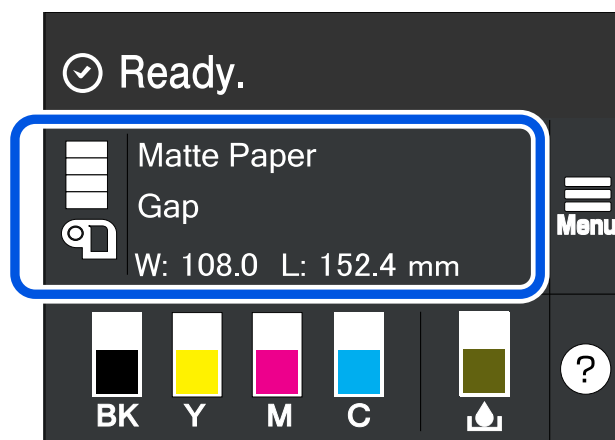 Ready.
Matte Paper
Gap
W: 108.0 L: 152.4 mm
Menu
BK Y M C
?